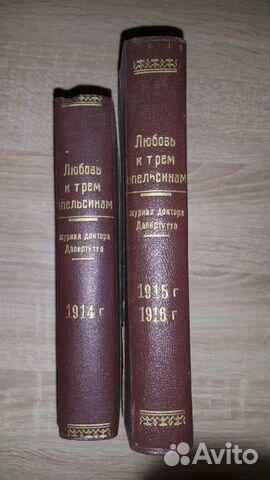 Любовь
к трем
апельсинам
журнал доктора
Дапертутто
1914 г
Любовь
к трем
апельсинам
журнал доктора
Дапертутто
1915 г
1916 г
Avito